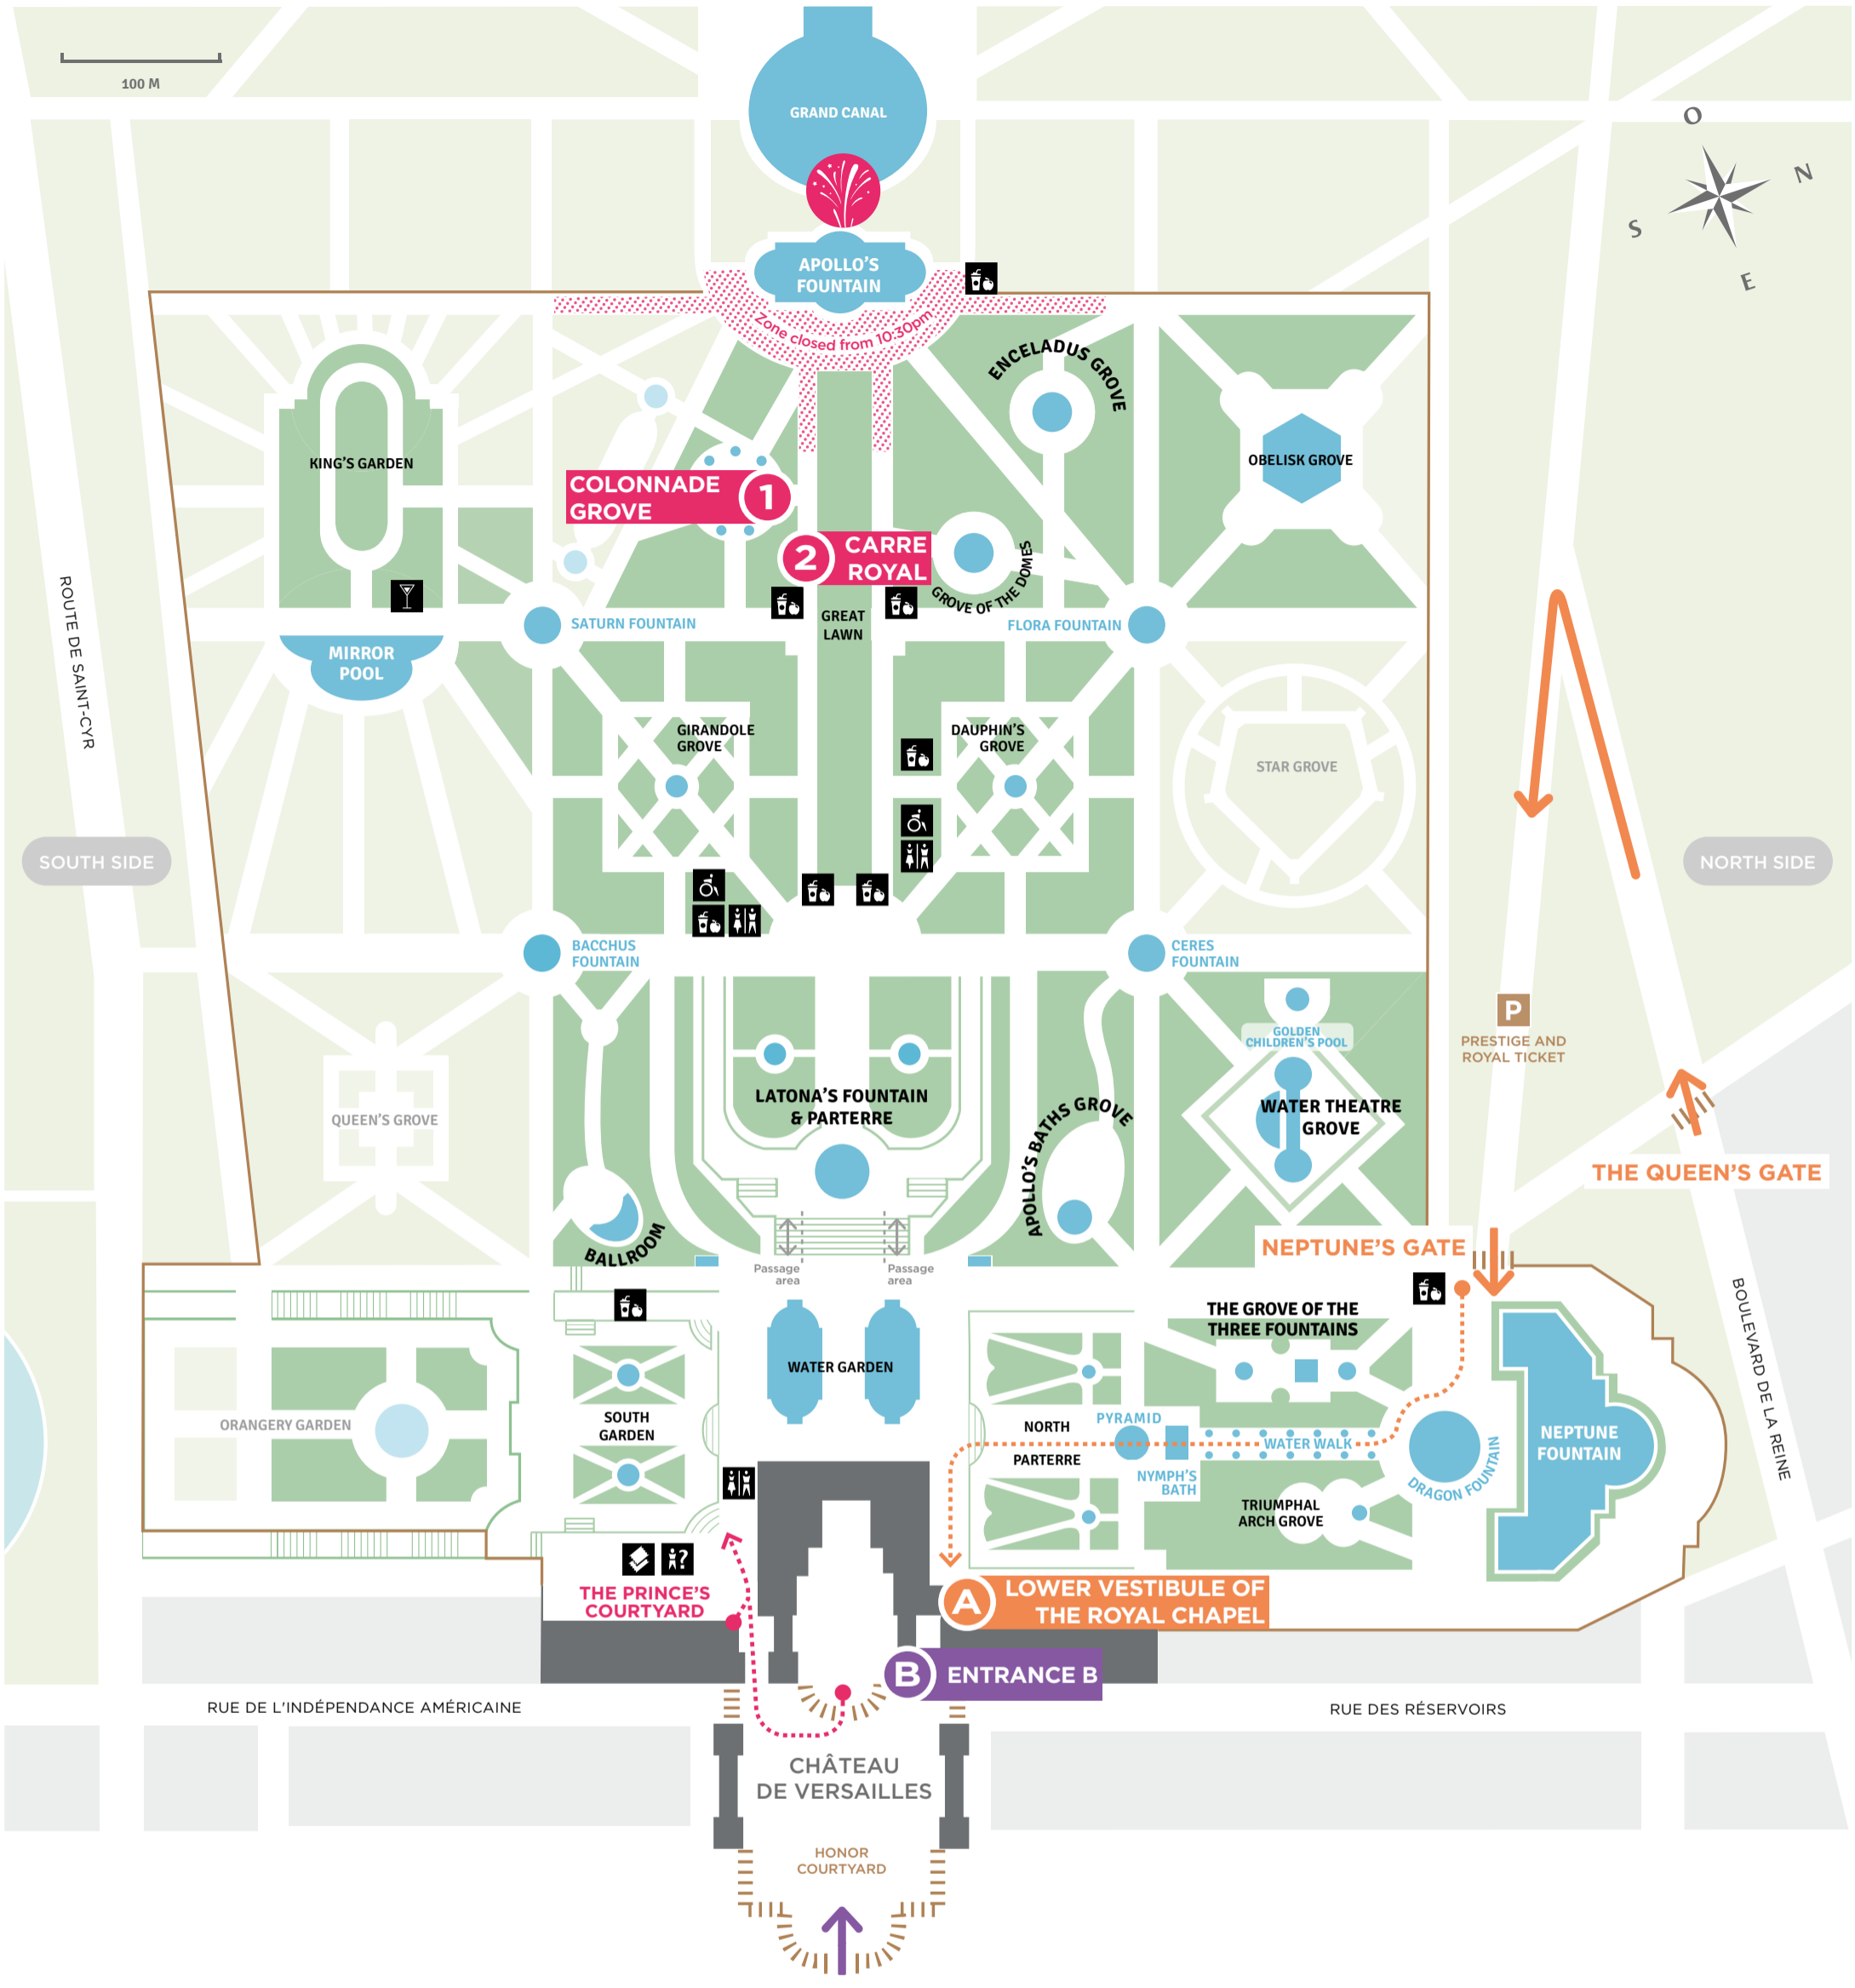 100 M
GRAND CANAL
O
N
S
E
APOLLO'S
FOUNTAIN
Zone closed from 10:30pm
ENCELADUS GROVE
KING'S GARDEN
OBELISK GROVE
COLONNADE
GROVE
1
2
CARRE
ROYAL
GROVE OF THE DOMES
GREAT
LAWN
SATURN FOUNTAIN
FLORA FOUNTAIN
MIRROR
POOL
ROUTE DE SAINT-CYR
GIRANDOLE
GROVE
DAUPHIN'S
GROVE
STAR GROVE
SOUTH SIDE
NORTH SIDE
BACCHUS
FOUNTAIN
CERES
FOUNTAIN
P
PRESTIGE AND
ROYAL TICKET
GOLDEN
CHILDREN'S POOL
LATONA'S FOUNTAIN
& PARTERRE
APOLLO'S BATHS GROVE
WATER THEATRE
GROVE
QUEEN'S GROVE
THE QUEEN'S GATE
BALLROOM
NEPTUNE'S GATE
Passage
area
Passage
area
THE GROVE OF THE
THREE FOUNTAINS
BOULEVARD DE LA REINE
WATER GARDEN
ORANGERY GARDEN
SOUTH
GARDEN
NORTH
PARTERRE
PYRAMID
WATER WALK
NYMPH'S
BATH
DRAGON FOUNTAIN
NEPTUNE
FOUNTAIN
TRIUMPHAL
ARCH GROVE
?
THE PRINCE'S
COURTYARD
A
LOWER VESTIBULE OF
THE ROYAL CHAPEL
B
ENTRANCE B
RUE DE L'INDÉPENDANCE AMÉRICAINE
RUE DES RÉSERVOIRS
CHÂTEAU
DE VERSAILLES
HONOR
COURTYARD